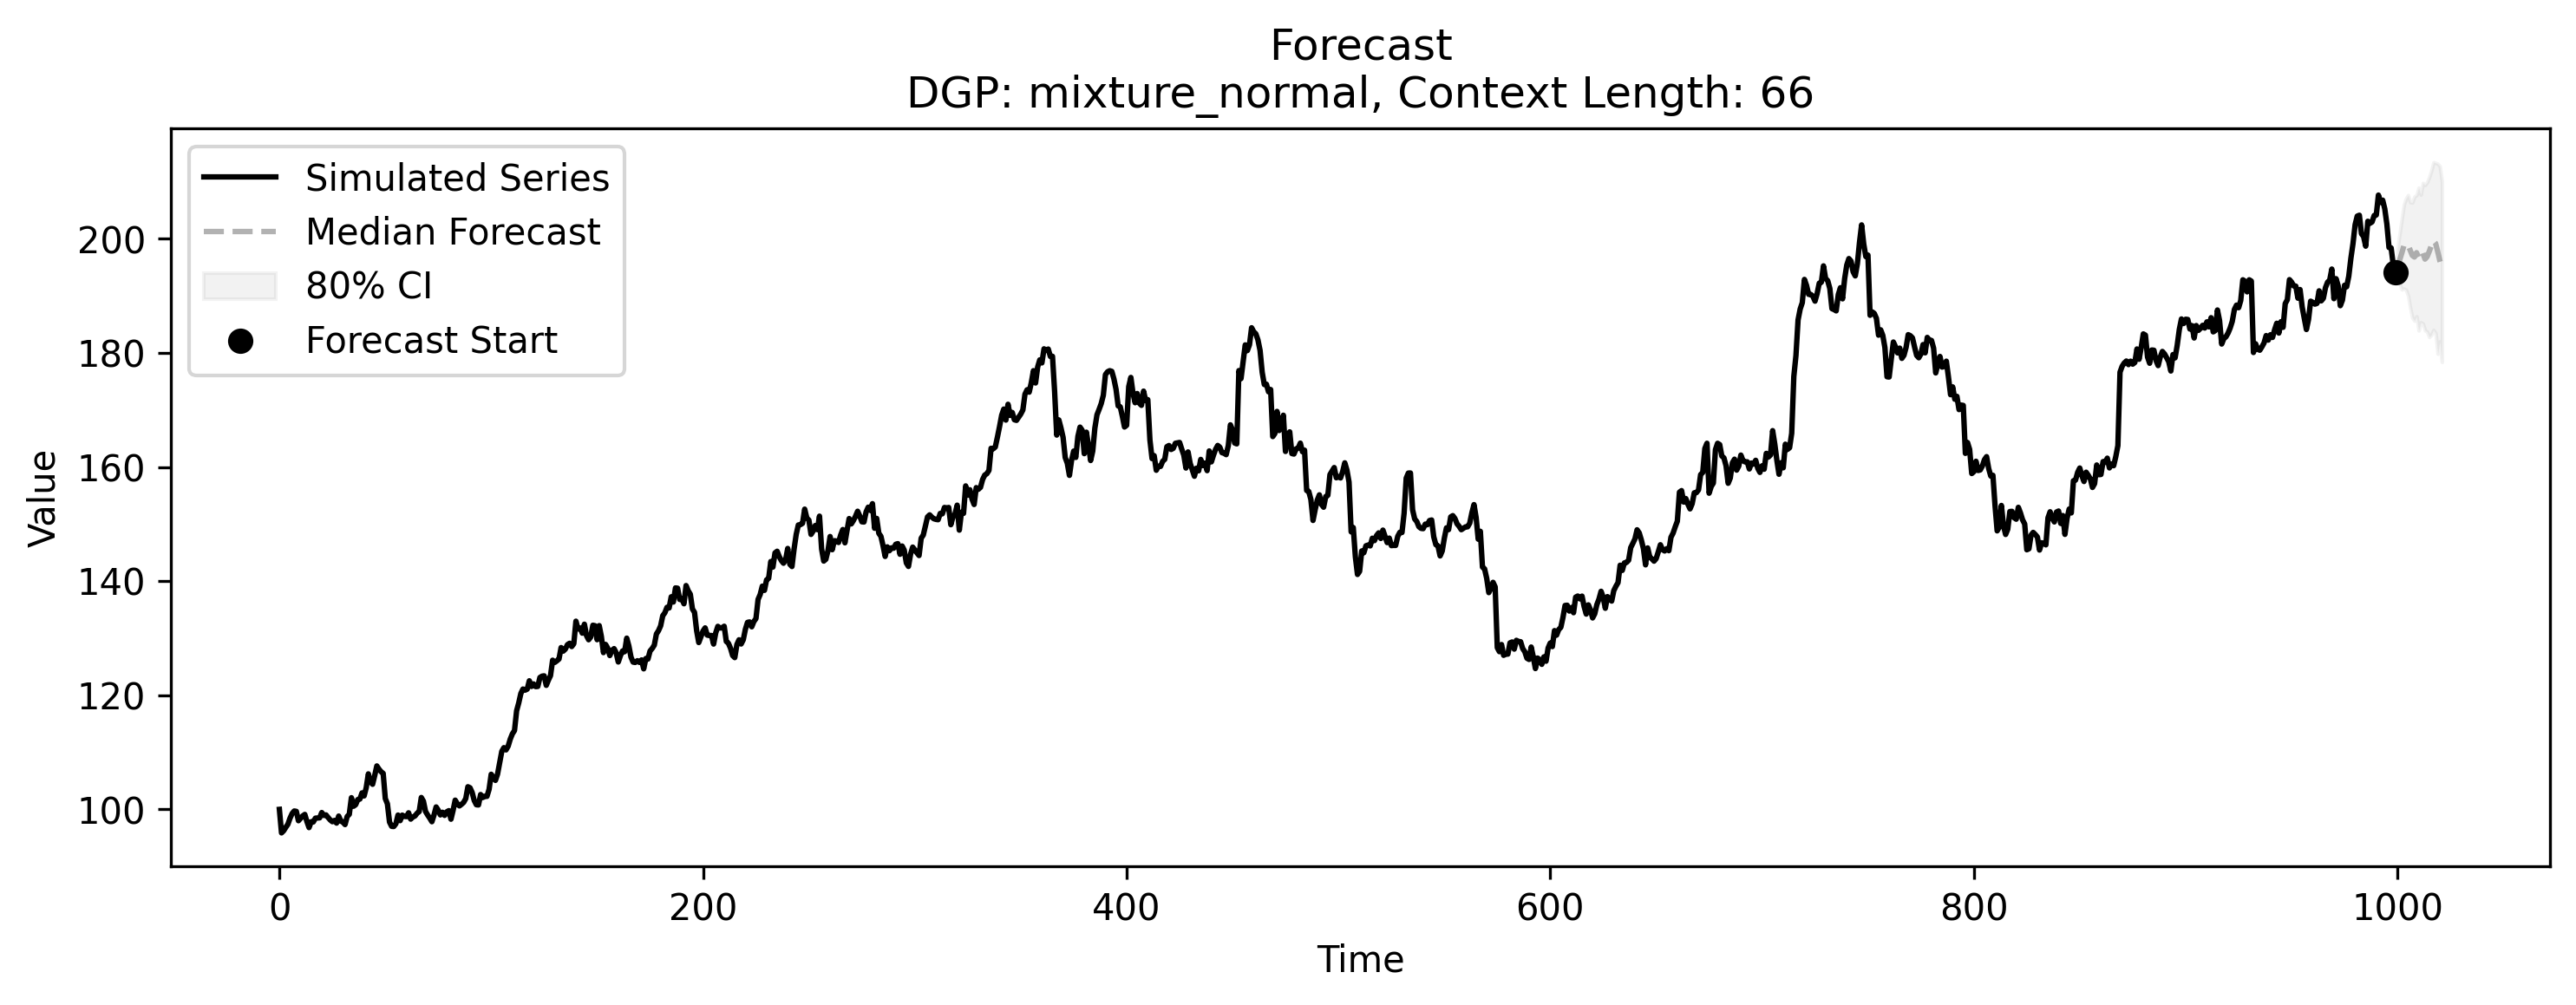 Forecast
DGP: mixture_normal, Context Length: 66
Simulated Series
Median Forecast
80% CI
Forecast Start
Value
200
180
160
140
120
100
0
200
400
600
800
1000
Time